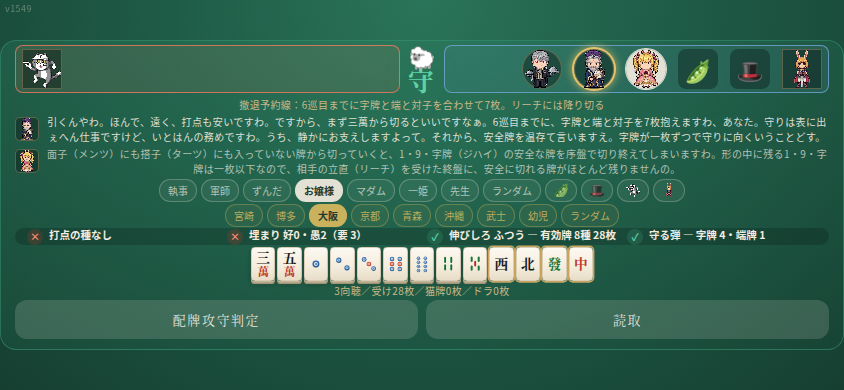 v1549
守
撤退予約線：6巡目までに字牌と端と対子を合わせて7枚。リーチには降り切る
引くんやわ。ほんで、遠く、打点も安いですわ。ですから、まず三萬から切るといいですなぁ。6巡目までに、字牌と端と対子を7枚抱えますわ、あなた。守りは表に出
ぇへん仕事ですけど、いとはんの務めですわ。うち、静かにお支えしますよって。それから、安全牌を温存て言いますえ。字牌が一枚ずつで守りに向くいうことどす。
面子（メンツ）にも搭子（ターツ）にも入っていない牌から切っていくと、1・9・字牌（ジハイ）の安全な牌を序盤で切り終えてしまいますわ。形の中に残る1・9・字
牌は一枚以下なので、相手の立直（リーチ）を受けた終盤に、安全に切れる牌がほとんど残りませんの。
執事 軍師 ずんだ お嬢様 マダム 一姫 先生 ランダム
宮崎 博多 大阪 京都 青森 沖縄 武士 幼児 ランダム
× 打点の種なし × 埋まり 好0・愚2（要 3） ✓ 伸びしろ ふつう — 有効牌 8種 28枚 ✓ 守る弾 — 字牌 4・端牌 1
三萬 五萬 西 北 發 中
3向聴／受け28枚／猫牌0枚／ドラ0枚
配牌攻守判定 読取